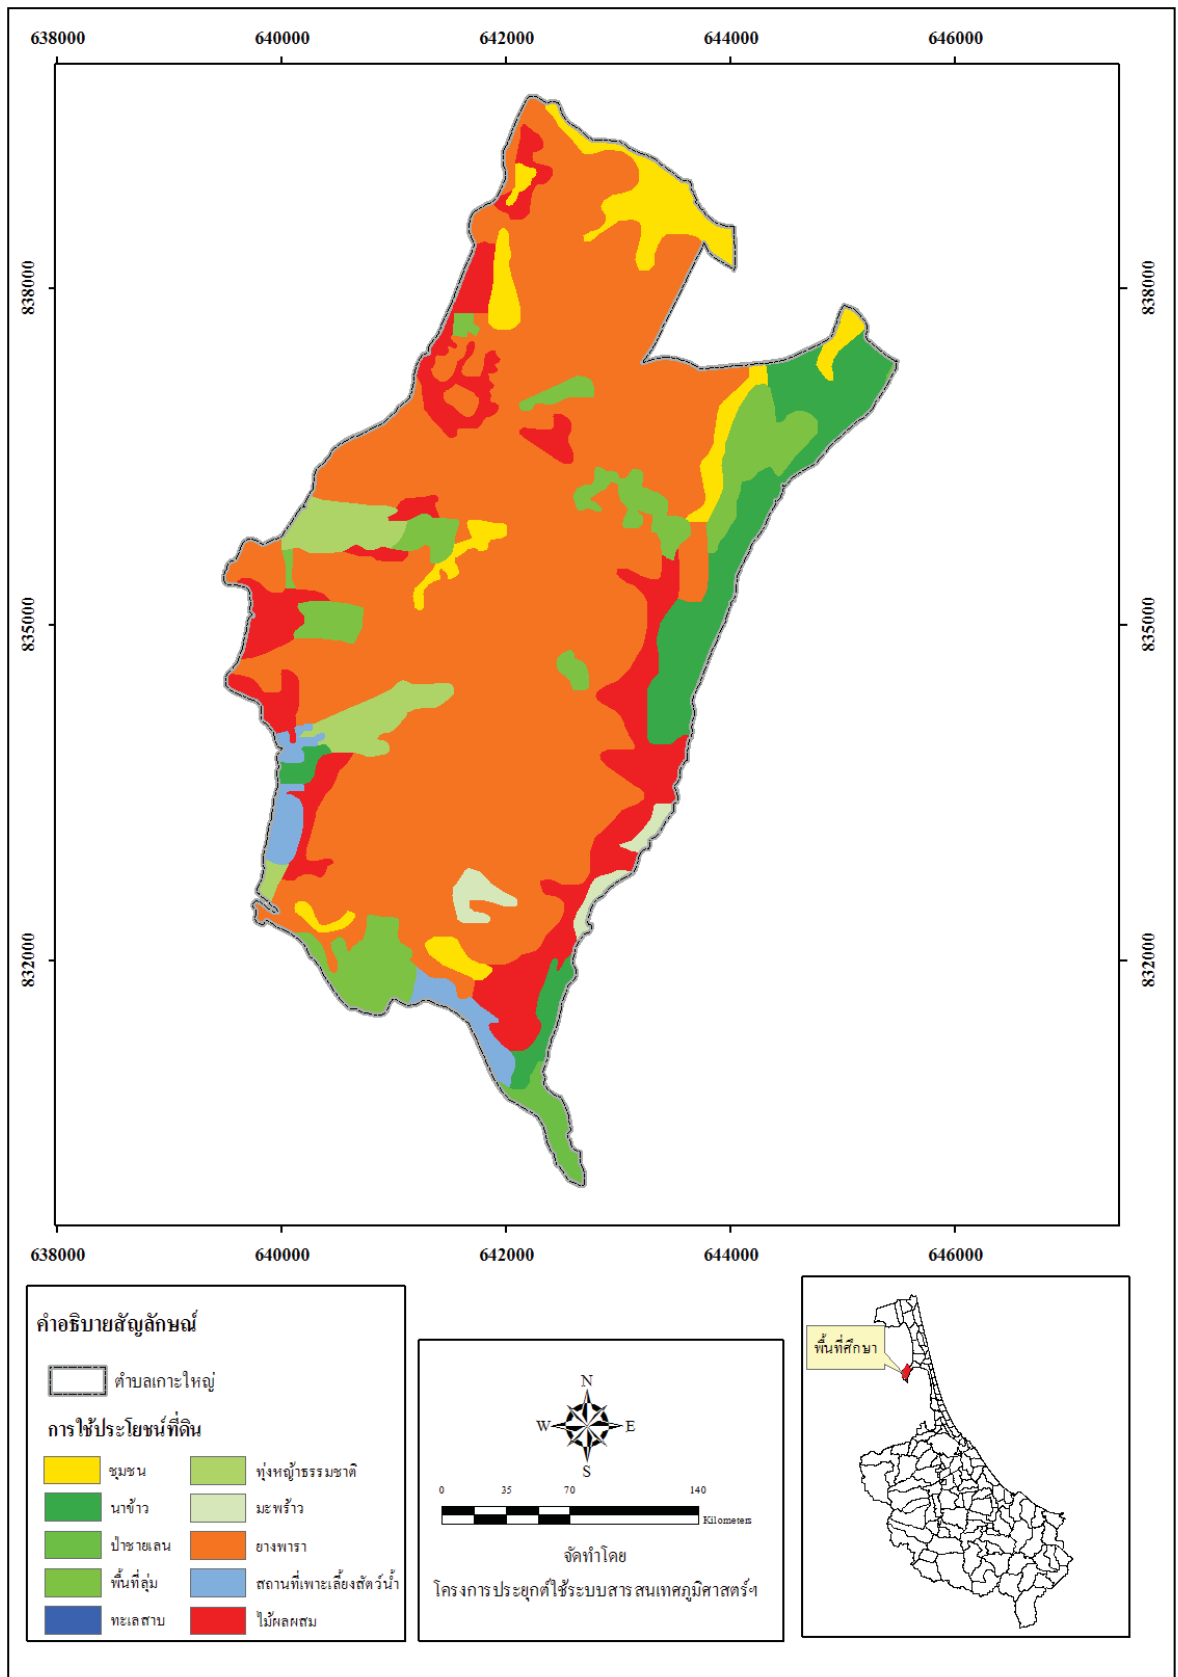 638000 640000 642000 644000 646000
838000 838000
835000 835000
832000 832000
638000 640000 642000 644000 646000
คำอธิบายสัญลักษณ์
ตำบลเกาะใหญ่
การใช้ประโยชน์ที่ดิน
ชุมชน
นาข้าว
ป่าชายเลน
พื้นที่ลุ่ม
ทะเลสาบ
ทุ่งหญ้าธรรมชาติ
มะพร้าว
ยางพารา
สถานที่เพาะเลี้ยงสัตว์น้ำ
ไม้ผลผสม
N
W E
S
0 35 70 140
Kilometers
จัดทำโดย
โครงการประยุกต์ใช้ระบบสารสนเทศภูมิศาสตร์ฯ
พื้นที่ศึกษา